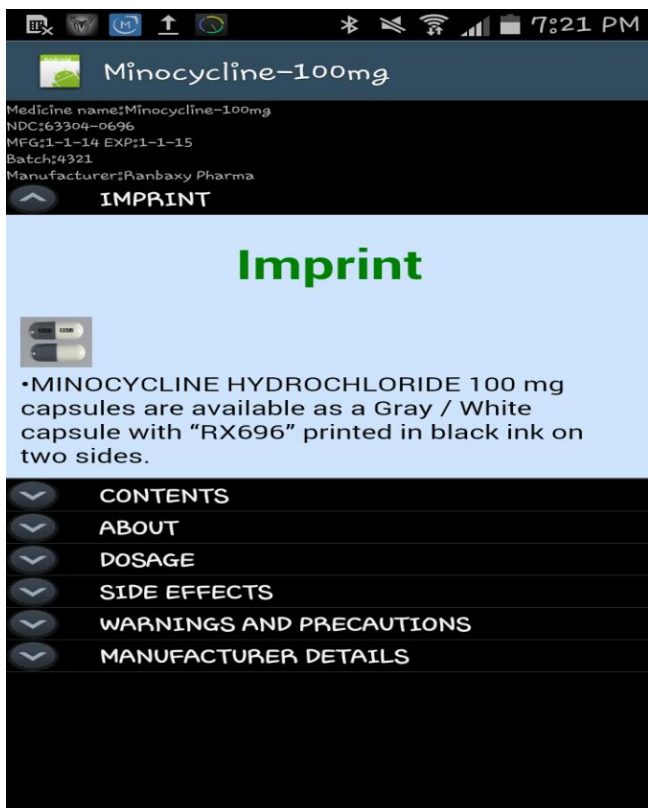 7:21 PM
Minocycline-100mg
Medicine name:Minocycline-100mg
NDC:63304-0696
MFG:1-1-14 EXP:1-1-15
Batch:4321
Manufacturer:Ranbaxy Pharma
IMPRINT
Imprint
•MINOCYCLINE HYDROCHLORIDE 100 mg
capsules are available as a Gray / White
capsule with “RX696” printed in black ink on
two sides.
CONTENTS
ABOUT
DOSAGE
SIDE EFFECTS
WARNINGS AND PRECAUTIONS
MANUFACTURER DETAILS